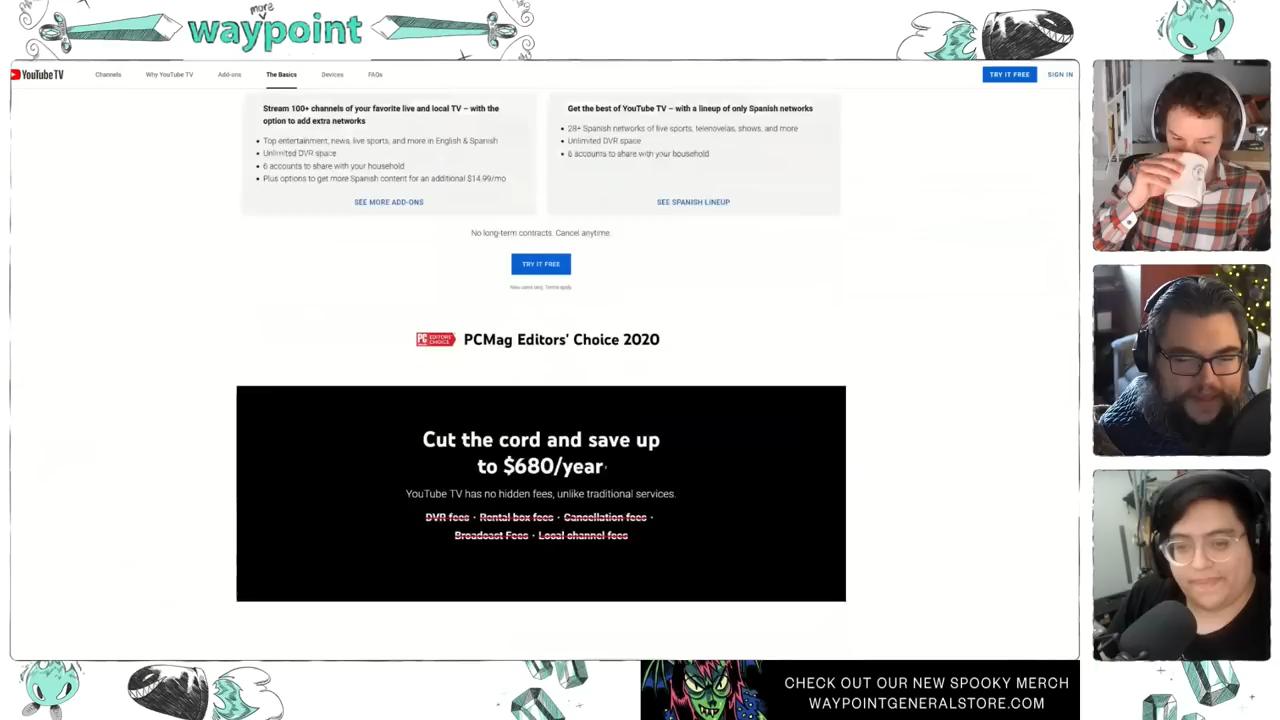 more
waypoint
YouTube TV
Channels
Why YouTube TV
Add-ons
The Basics
Devices
FAQs
TRY IT FREE
SIGN IN
Stream 100+ channels of your favorite live and local TV – with the
option to add extra networks
• Top entertainment, news, live sports, and more in English & Spanish
• Unlimited DVR space
• 6 accounts to share with your household
• Plus options to get more Spanish content for an additional $14.99/mo
SEE MORE ADD-ONS
Get the best of YouTube TV – with a lineup of only Spanish networks
• 28+ Spanish networks of live sports, telenovelas, shows, and more
• Unlimited DVR space
• 6 accounts to share with your household
SEE SPANISH LINEUP
No long-term contracts. Cancel anytime.
TRY IT FREE
New users only. Terms apply.
PC EDITORS' CHOICE
PCMag Editors' Choice 2020
Cut the cord and save up
to $680/year
YouTube TV has no hidden fees, unlike traditional services.
DVR fees · Rental box fees · Cancellation fees ·
Broadcast Fees · Local channel fees
CHECK OUT OUR NEW SPOOKY MERCH
WAYPOINTGENERALSTORE.COM